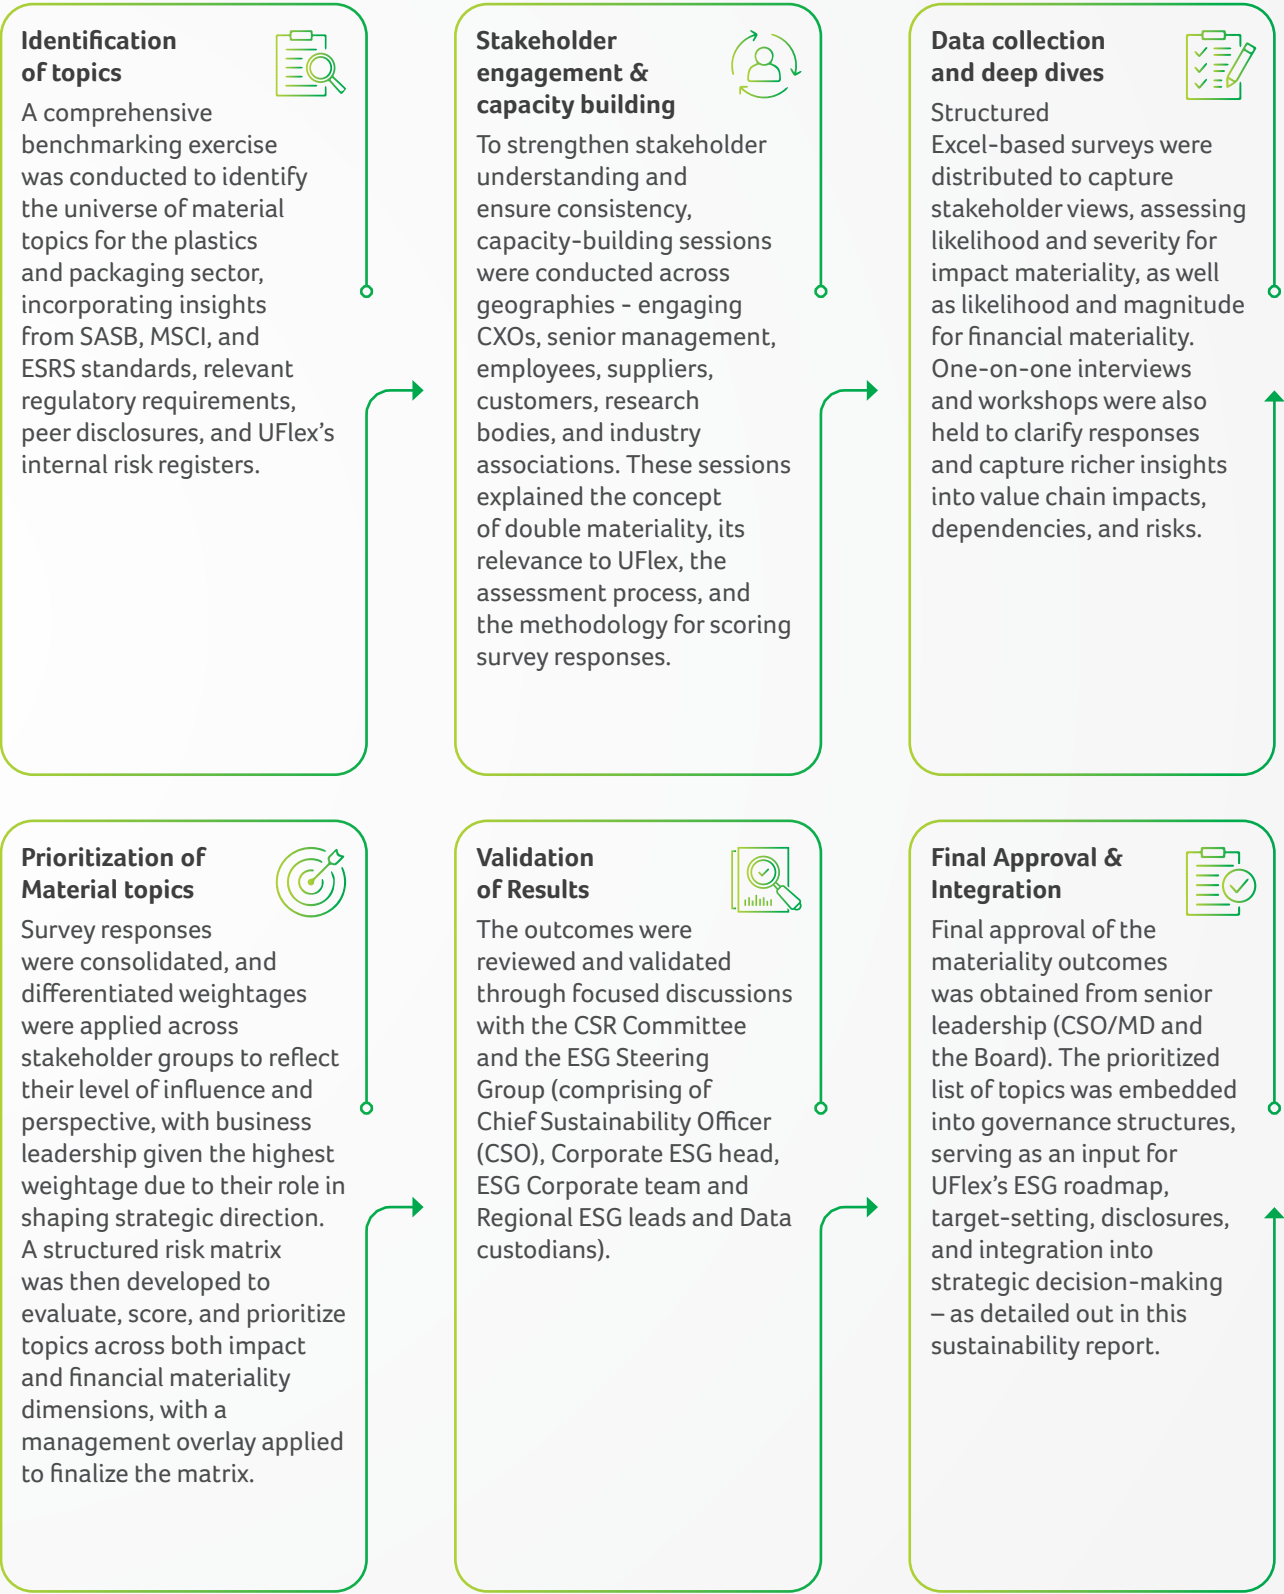 Identification
of topics
A comprehensive
benchmarking exercise
was conducted to identify
the universe of material
topics for the plastics
and packaging sector,
incorporating insights
from SASB, MSCI, and
ESRS standards, relevant
regulatory requirements,
peer disclosures, and UFlex’s
internal risk registers.
Stakeholder
engagement &
capacity building
To strengthen stakeholder
understanding and
ensure consistency,
capacity-building sessions
were conducted across
geographies - engaging
CXOs, senior management,
employees, suppliers,
customers, research
bodies, and industry
associations. These sessions
explained the concept
of double materiality, its
relevance to UFlex, the
assessment process, and
the methodology for scoring
survey responses.
Data collection
and deep dives
Structured
Excel-based surveys were
distributed to capture
stakeholder views, assessing
likelihood and severity for
impact materiality, as well
as likelihood and magnitude
for financial materiality.
One-on-one interviews
and workshops were also
held to clarify responses
and capture richer insights
into value chain impacts,
dependencies, and risks.
Prioritization of
Material topics
Survey responses
were consolidated, and
differentiated weightages
were applied across
stakeholder groups to reflect
their level of influence and
perspective, with business
leadership given the highest
weightage due to their role in
shaping strategic direction.
A structured risk matrix
was then developed to
evaluate, score, and prioritize
topics across both impact
and financial materiality
dimensions, with a
management overlay applied
to finalize the matrix.
Validation
of Results
The outcomes were
reviewed and validated
through focused discussions
with the CSR Committee
and the ESG Steering
Group (comprising of
Chief Sustainability Officer
(CSO), Corporate ESG head,
ESG Corporate team and
Regional ESG leads and Data
custodians).
Final Approval &
Integration
Final approval of the
materiality outcomes
was obtained from senior
leadership (CSO/MD and
the Board). The prioritized
list of topics was embedded
into governance structures,
serving as an input for
UFlex’s ESG roadmap,
target-setting, disclosures,
and integration into
strategic decision-making
– as detailed out in this
sustainability report.